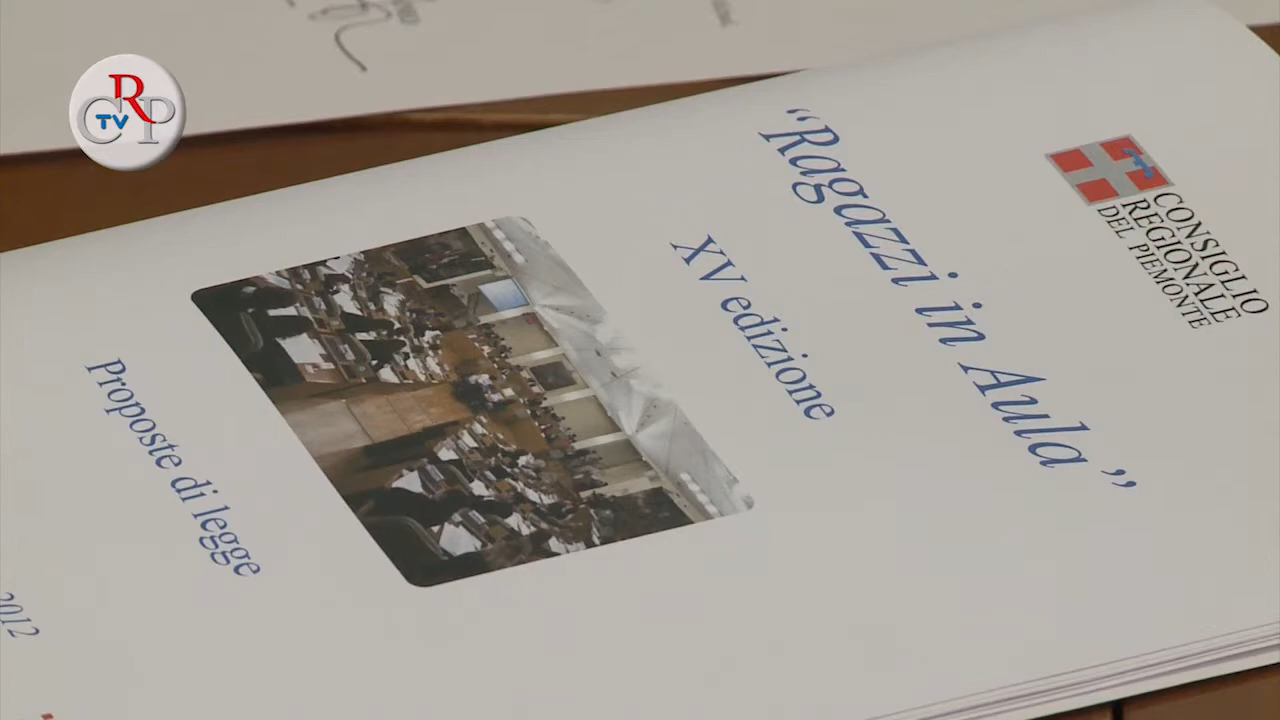 CRP
TV
CONSIGLIO
REGIONALE
DEL PIEMONTE
“Ragazzi in Aula”
XV edizione
Proposte di legge
2012